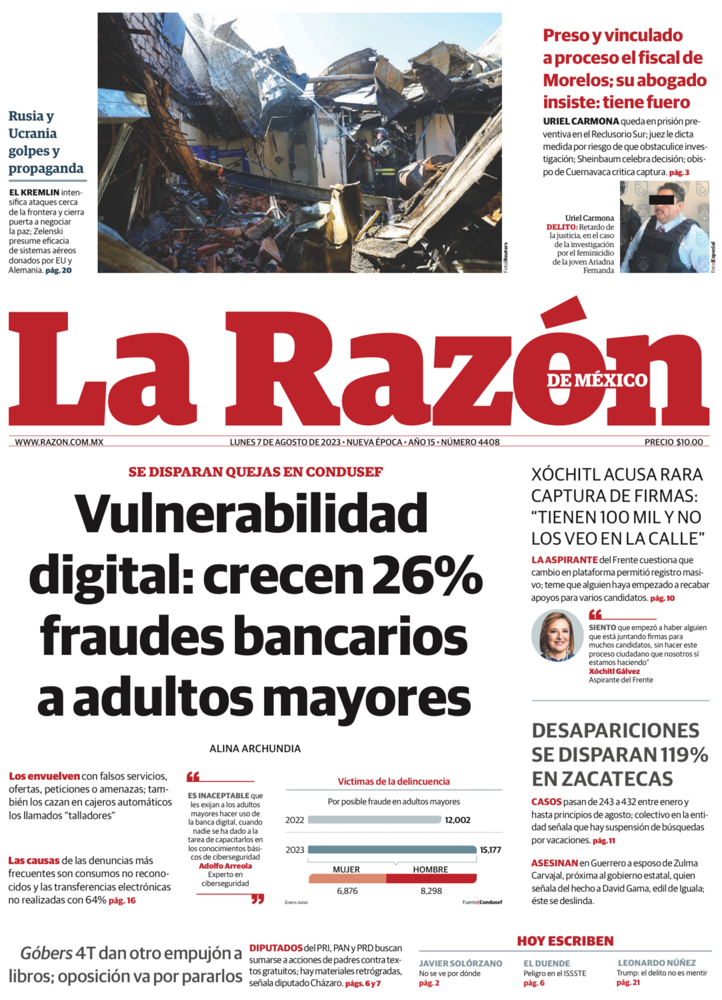 Rusia y
Ucrania
golpes y
propaganda
EL KREMLIN inten-
sifica ataques cerca
de la frontera y cierra
puerta a negociar
la paz; Zelenski
presume eficacia
de sistemas aéreos
donados por EU y
Alemania. pág. 20
Foto|Reuters
Preso y vinculado
a proceso el fiscal de
Morelos; su abogado
insiste: tiene fuero
URIEL CARMONA queda en prisión pre-
ventiva en el Reclusorio Sur; juez le dicta
medida por riesgo de que obstaculice inves-
tigación; Sheinbaum celebra decisión; obis-
po de Cuernavaca critica captura. pág. 3
Uriel Carmona
DELITO: Retardo de
la justicia, en el caso
de la investigación
por el feminicidio
de la joven Ariadna
Fernanda
Foto|Especial
La Razón
DE MÉXICO
WWW.RAZON.COM.MX
LUNES 7 DE AGOSTO DE 2023 • NUEVA ÉPOCA • AÑO 15 • NÚMERO 4408
PRECIO $10.00
SE DISPARAN QUEJAS EN CONDUSEF
Vulnerabilidad
digital: crecen 26%
fraudes bancarios
a adultos mayores
ALINA ARCHUNDIA
Los envuelven con falsos servicios,
ofertas, peticiones o amenazas; tam-
bién los cazan en cajeros automáticos
los llamados “talladores”
Las causas de las denuncias más
frecuentes son consumos no recono-
cidos y las transferencias electrónicas
no realizadas con 64% pág. 16
“
ES INACEPTABLE que
les exijan a los adultos
mayores hacer uso de
la banca digital, cuando
nadie se ha dado a la
tarea de capacitarlos en
los conocimientos bási-
cos de ciberseguridad
Adolfo Arreola
Experto en
ciberseguridad
”
Víctimas de la delincuencia
Por posible fraude en adultos mayores
2022 12,002
2023 15,177
MUJER HOMBRE
6,876 8,298
Enero-Junio
Fuente|Condusef
XÓCHITL ACUSA RARA
CAPTURA DE FIRMAS:
“TIENEN 100 MIL Y NO
LOS VEO EN LA CALLE”
LA ASPIRANTE del Frente cuestiona que
cambio en plataforma permitió registro masi-
vo; teme que alguien haya empezado a recabar
apoyos para varios candidatos. pág. 10
“
SIENTO que empezó a haber alguien
que está juntando firmas para
muchos candidatos, sin hacer este
proceso ciudadano que nosotros sí
estamos haciendo”
Xóchitl Gálvez
Aspirante del Frente
DESAPARICIONES
SE DISPARAN 119%
EN ZACATECAS
CASOS pasan de 243 a 432 entre enero y
hasta principios de agosto; colectivo en la enti-
dad señala que hay suspensión de búsquedas
por vacaciones. pág. 11
ASESINAN en Guerrero a esposo de Zulma
Carvajal, próxima al gobierno estatal, quien
señala del hecho a David Gama, edil de Iguala;
éste se deslinda.
Góbers 4T dan otro empujón a
libros; oposición va por pararlos
DIPUTADOS del PRI, PAN y PRD buscan
sumarse a acciones de padres contra tex-
tos gratuitos; hay materiales retrógradas,
señala diputado Cházaro. págs. 6 y 7
HOY ESCRIBEN
JAVIER SOLÓRZANO
No se ve por dónde
pág. 2
EL DUENDE
Peligro en el ISSSTE
pág. 6
LEONARDO NÚÑEZ
Trump: el delito no es mentir
pág. 21